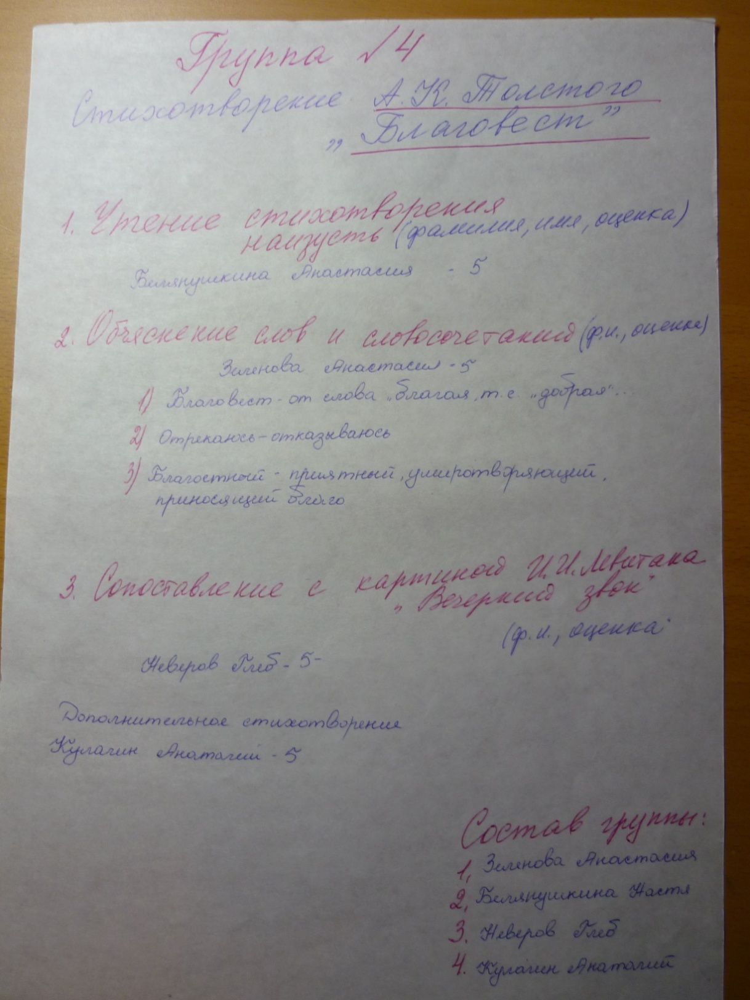 Группа №4
Стихотворение А.К. Толстого
„Благовест”
1. Чтение стихотворения
наизусть (фамилия, имя, оценка)
Белянушкина Анастасия - 5
2. Объяснение слов и словосочетаний (ф.и., оценка)
Зеленова Анастасия - 5
1) Благовест - от слова „благая, т.е. „добрая"...
2) Отрекаюсь - отказываюсь
3) Благостный - приятный, умиротворяющий,
приносящий благо
3. Сопоставление с картиной И.И. Левитана
„Вечерний звон"
(ф.и., оценка
Неверов Глеб - 5-
Дополнительное стихотворение
Кулагин Анатолий - 5
Состав группы:
1. Зеленова Анастасия
2. Белянушкина Настя
3. Неверов Глеб
4. Кулагин Анатолий